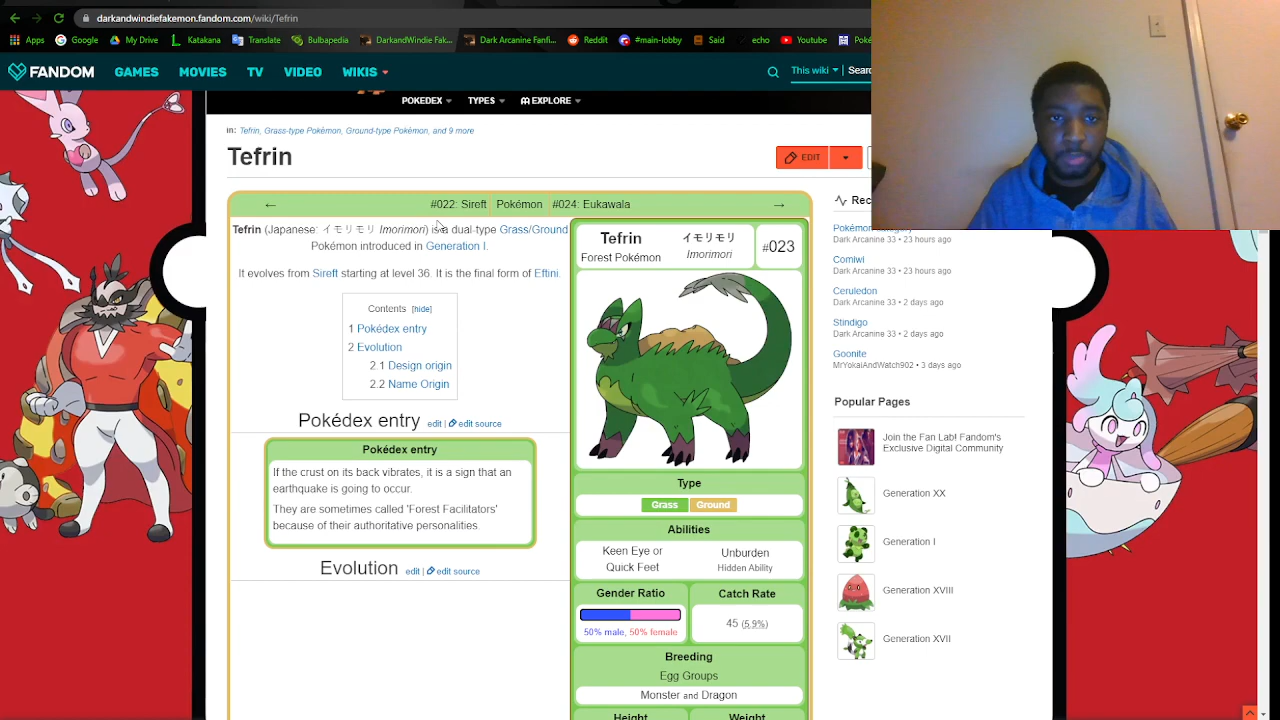 darkandwindiefakemon.fandom.com/wiki/Tefrin
Apps Google My Drive Katakana Translate Bulbapedia DarkandWindie Fak... Dark Arcanine Fanfi... Reddit #main-lobby Said echo Youtube
FANDOM GAMES MOVIES TV VIDEO WIKIS This wiki
POKEDEX TYPES EXPLORE
in: Tefrin, Grass-type Pokémon, Ground-type Pokémon, and 9 more
Tefrin
EDIT
← #022: Sireft Pokémon #024: Eukawala →
Tefrin (Japanese: イモリモリ Imorimori) is a dual-type Grass/Ground
Pokémon introduced in Generation I.
It evolves from Sireft starting at level 36. It is the final form of Eftini.
Contents [hide]
1 Pokédex entry
2 Evolution
2.1 Design origin
2.2 Name Origin
Pokédex entry edit | edit source
Pokédex entry
If the crust on its back vibrates, it is a sign that an
earthquake is going to occur.
They are sometimes called 'Forest Facilitators'
because of their authoritative personalities.
Evolution edit | edit source
Tefrin
Forest Pokémon
イモリモリ
Imorimori
#023
Type
Grass Ground
Abilities
Keen Eye or
Quick Feet
Unburden
Hidden Ability
Gender Ratio
50% male, 50% female
Catch Rate
45 (5.9%)
Breeding
Egg Groups
Monster and Dragon
Height Weight
Dark Arcanine 33 • 23 hours ago
Comiwi
Dark Arcanine 33 • 23 hours ago
Ceruledon
Dark Arcanine 33 • 2 days ago
Stindigo
Dark Arcanine 33 • 2 days ago
Goonite
MrYokaiAndWatch902 • 3 days ago
Popular Pages
Join the Fan Lab! Fandom's
Exclusive Digital Community
Generation XX
Generation I
Generation XVIII
Generation XVII